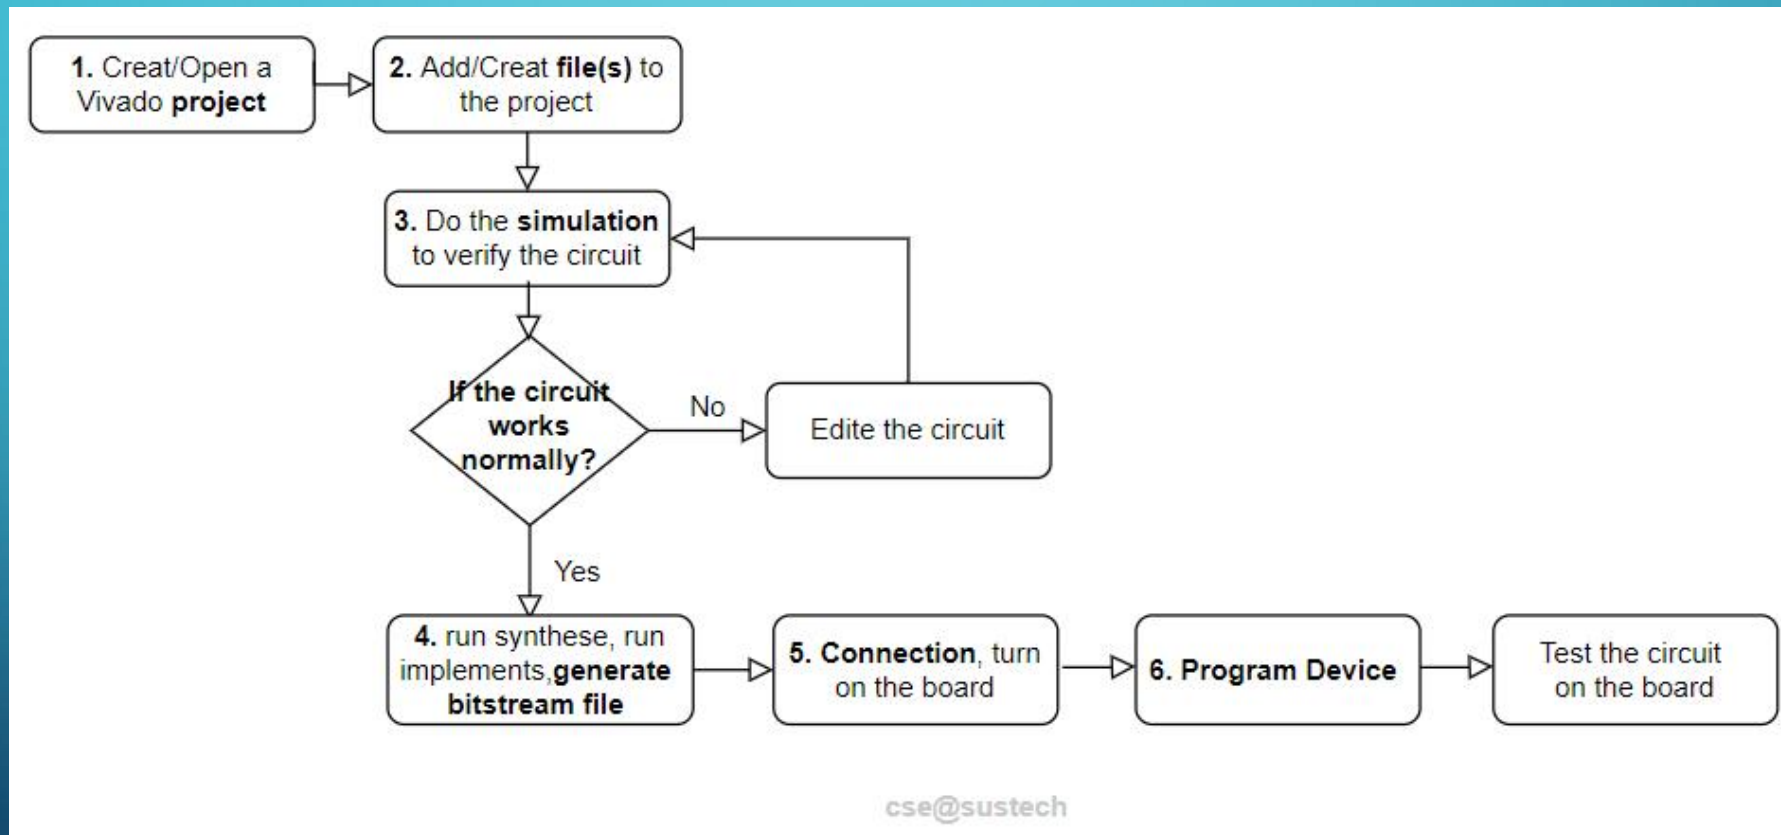 1. Creat/Open a
Vivado project
2. Add/Creat file(s) to
the project
3. Do the simulation
to verify the circuit
If the circuit
works
normally?
No
Edite the circuit
Yes
4. run synthese, run
implements,generate
bitstream file
5. Connection, turn
on the board
6. Program Device
Test the circuit
on the board
cse@sustech